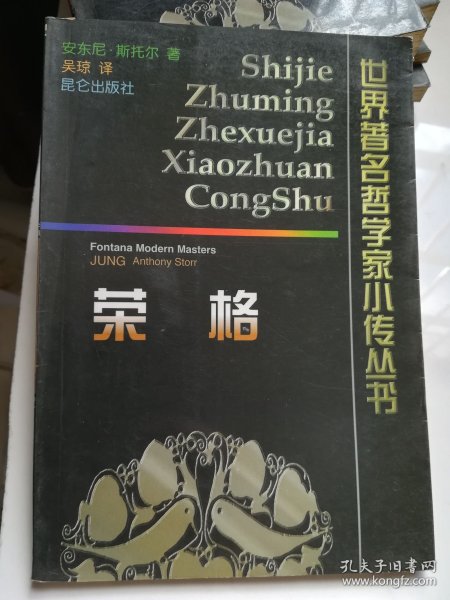 安东尼·斯托尔 著
吴琼 译
昆仑出版社
Shijie
Zhuming
Zhexuejia
Xiaozhuan
CongShu
世界著名哲学家小传丛书
Fontana Modern Masters
JUNG Anthony Storr
荣格
孔夫子旧书网
www.kongfz.com